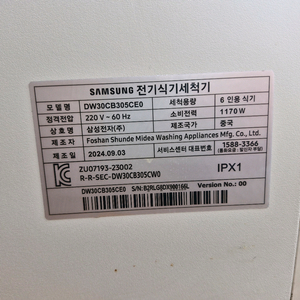 SAMSUNG 전기식기세척기
모델명 DW30CB305CE0 세척용량 6 인용 식기
정격전압 220 V ~ 60 Hz 소비전력 1170 W
상호명 삼성전자(주) 제조국가 중국
제조자 Foshan Shunde Midea Washing Appliances Mfg. Co., Ltd.
제조년월 2024.09.03 서비스센터 대표번호 1588-3366
ZU07193-23002
R-R-SEC-DW30CB305CW0
IPX1
DW30CB305CE0 S/N: Version No.: 00